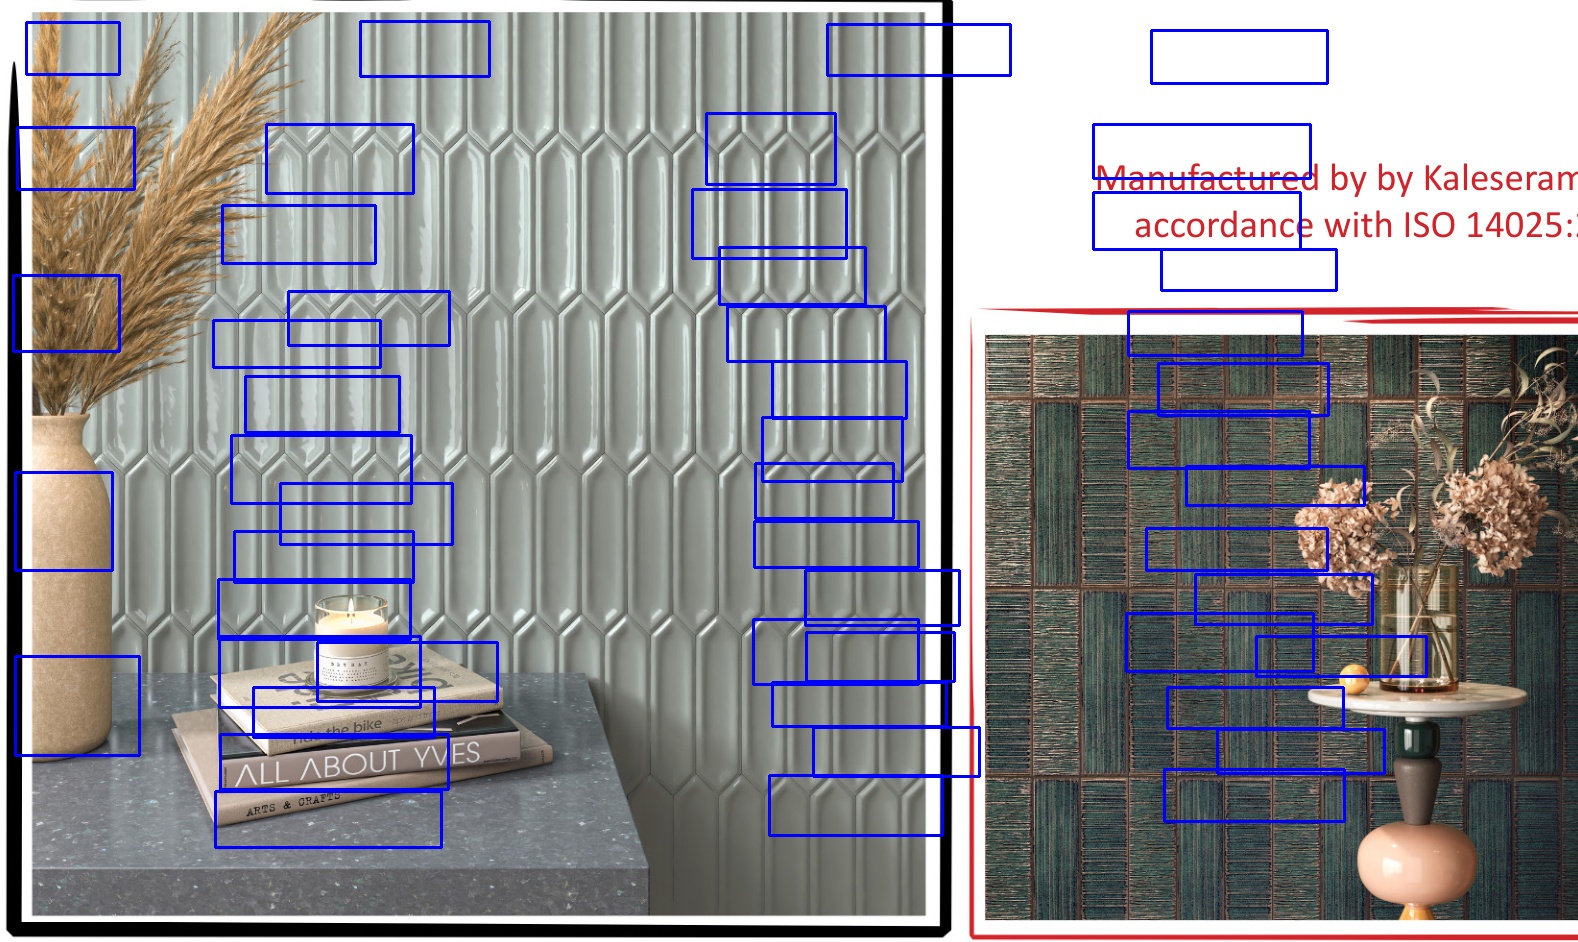 Manufactured by by Kaleseram
accordance with ISO 14025:
ride the bike
ALL ABOUT YVES
ARTS & CRAFTS